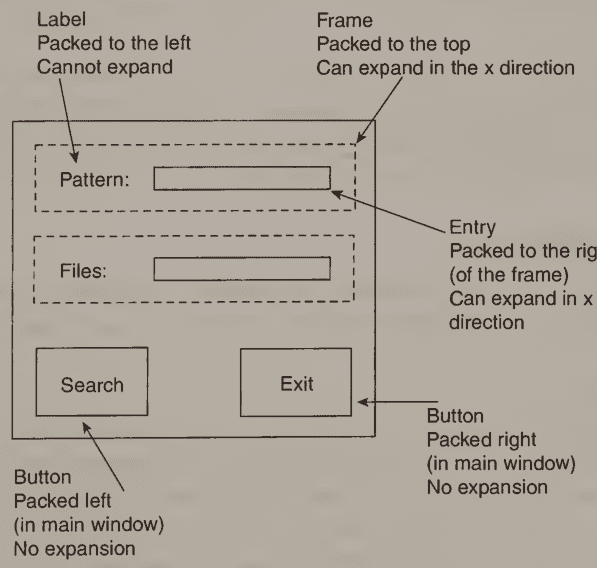 Label
Packed to the left
Cannot expand
Frame
Packed to the top
Can expand in the x direction
Pattern:
Entry
Packed to the
(of the frame)
Can expand in x
direction
Files:
Search
Exit
Button
Packed right
(in main window)
No expansion
Button
Packed left
(in main window)
No expansion